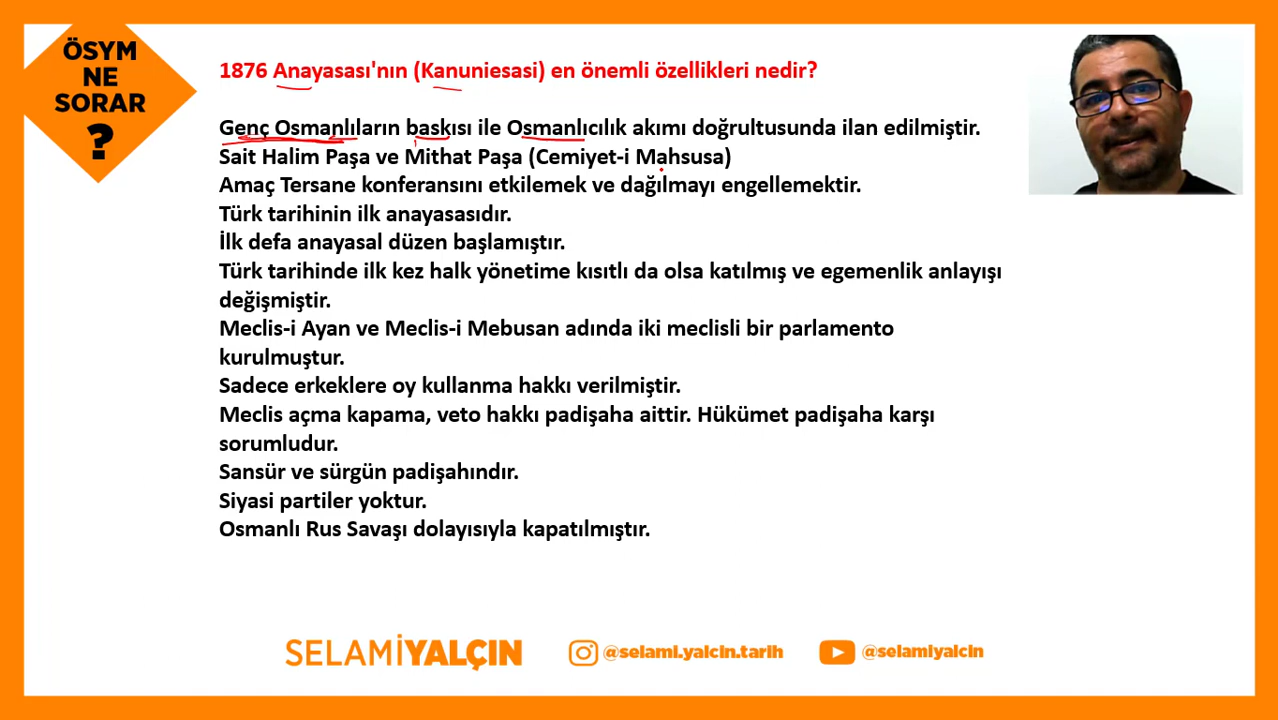 ÖSYM
NE
SORAR
?
1876 Anayasası'nın (Kanuniesasi) en önemli özellikleri nedir?
Genç Osmanlıların baskısı ile Osmanlıcılık akımı doğrultusunda ilan edilmiştir.
Sait Halim Paşa ve Mithat Paşa (Cemiyet-i Mahsusa)
Amaç Tersane konferansını etkilemek ve dağılmayı engellemektir.
Türk tarihinin ilk anayasasıdır.
İlk defa anayasal düzen başlamıştır.
Türk tarihinde ilk kez halk yönetime kısıtlı da olsa katılmış ve egemenlik anlayışı
değişmiştir.
Meclis-i Ayan ve Meclis-i Mebusan adında iki meclisli bir parlamento
kurulmuştur.
Sadece erkeklere oy kullanma hakkı verilmiştir.
Meclis açma kapama, veto hakkı padişaha aittir. Hükümet padişaha karşı
sorumludur.
Sansür ve sürgün padişahındır.
Siyasi partiler yoktur.
Osmanlı Rus Savaşı dolayısıyla kapatılmıştır.
SELAMİYALÇIN
@selami.yalcin.tarih
@selamiyalcin